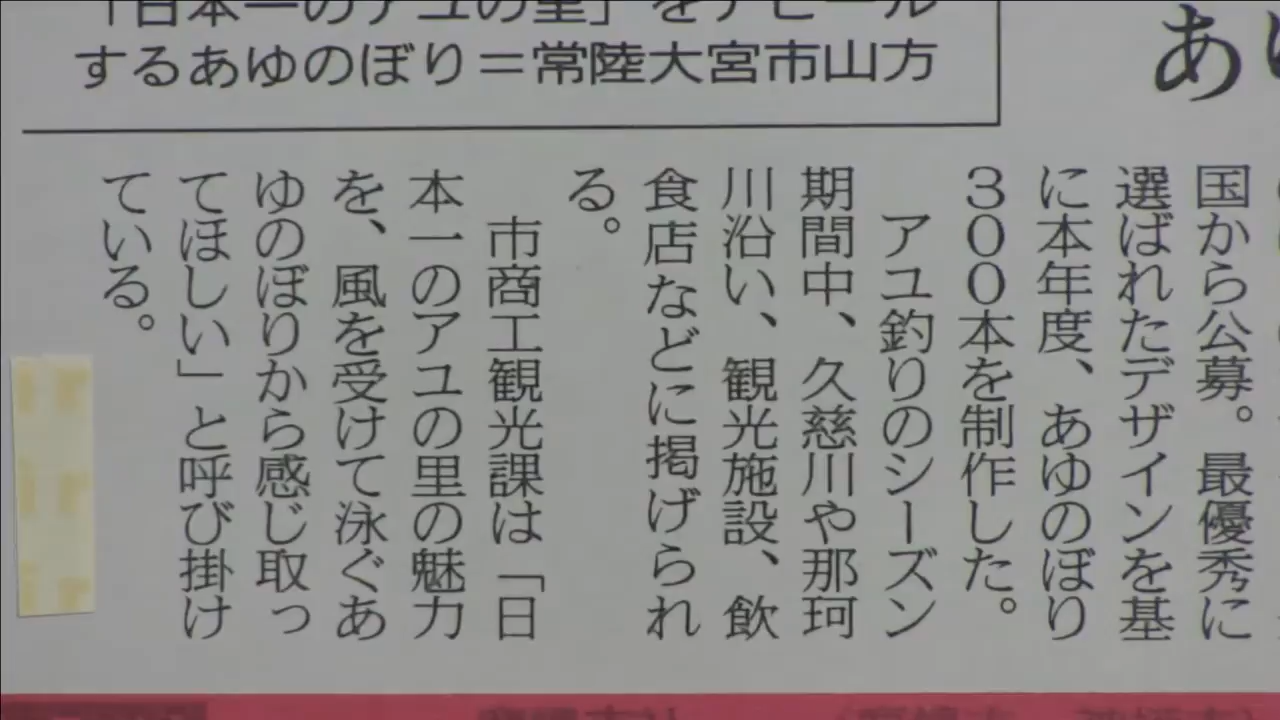 「日本一のアユの里」をアピール
するあゆのぼり＝常陸大宮市山方
あ
国から公募。最優秀に
選ばれたデザインを基
に本年度、あゆのぼり
３００本を制作した。
アユ釣りのシーズン
期間中、久慈川や那珂
川沿い、観光施設、飲
食店などに掲げられ
る。
市商工観光課は「日
本一のアユの里の魅力
を、風を受けて泳ぐあ
ゆのぼりから感じ取っ
てほしい」と呼び掛け
ている。